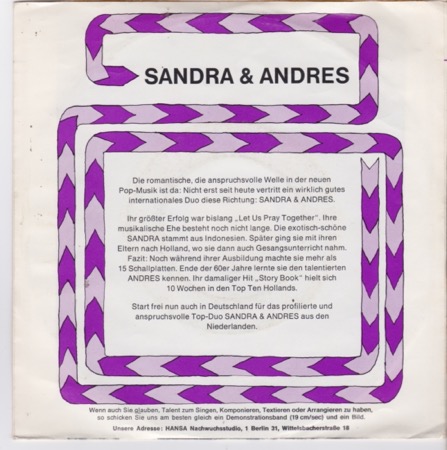 SANDRA & ANDRES
Die romantische, die anspruchsvolle Welle in der neuen
Pop-Musik ist da: Nicht erst seit heute vertritt ein wirklich gutes
internationales Duo diese Richtung: SANDRA & ANDRES.
Ihr größter Erfolg war bislang „Let Us Pray Together“. Ihre
musikalische Ehe besteht noch nicht lange. Die exotisch-schöne
SANDRA stammt aus Indonesien. Später ging sie mit ihren
Eltern nach Holland, wo sie dann auch Gesangsunterricht nahm.
Fazit: Noch während ihrer Ausbildung machte sie mehr als
15 Schallplatten. Ende der 60er Jahre lernte sie den talentierten
ANDRES kennen. Ihr damaliger Hit „Story Book“ hielt sich
10 Wochen in den Top Ten Hollands.
Start frei nun auch in Deutschland für das profilierte und
anspruchsvolle Top-Duo SANDRA & ANDRES aus den
Niederlanden.
Wenn auch Sie glauben, Talent zum Singen, Komponieren, Textieren oder Arrangieren zu haben,
so schicken Sie uns am besten gleich ein Demonstrationsband (19 cm/sec) und ein Bild.
Unsere Adresse: HANSA Nachwuchsstudio, 1 Berlin 31, Wittelsbacherstraße 18